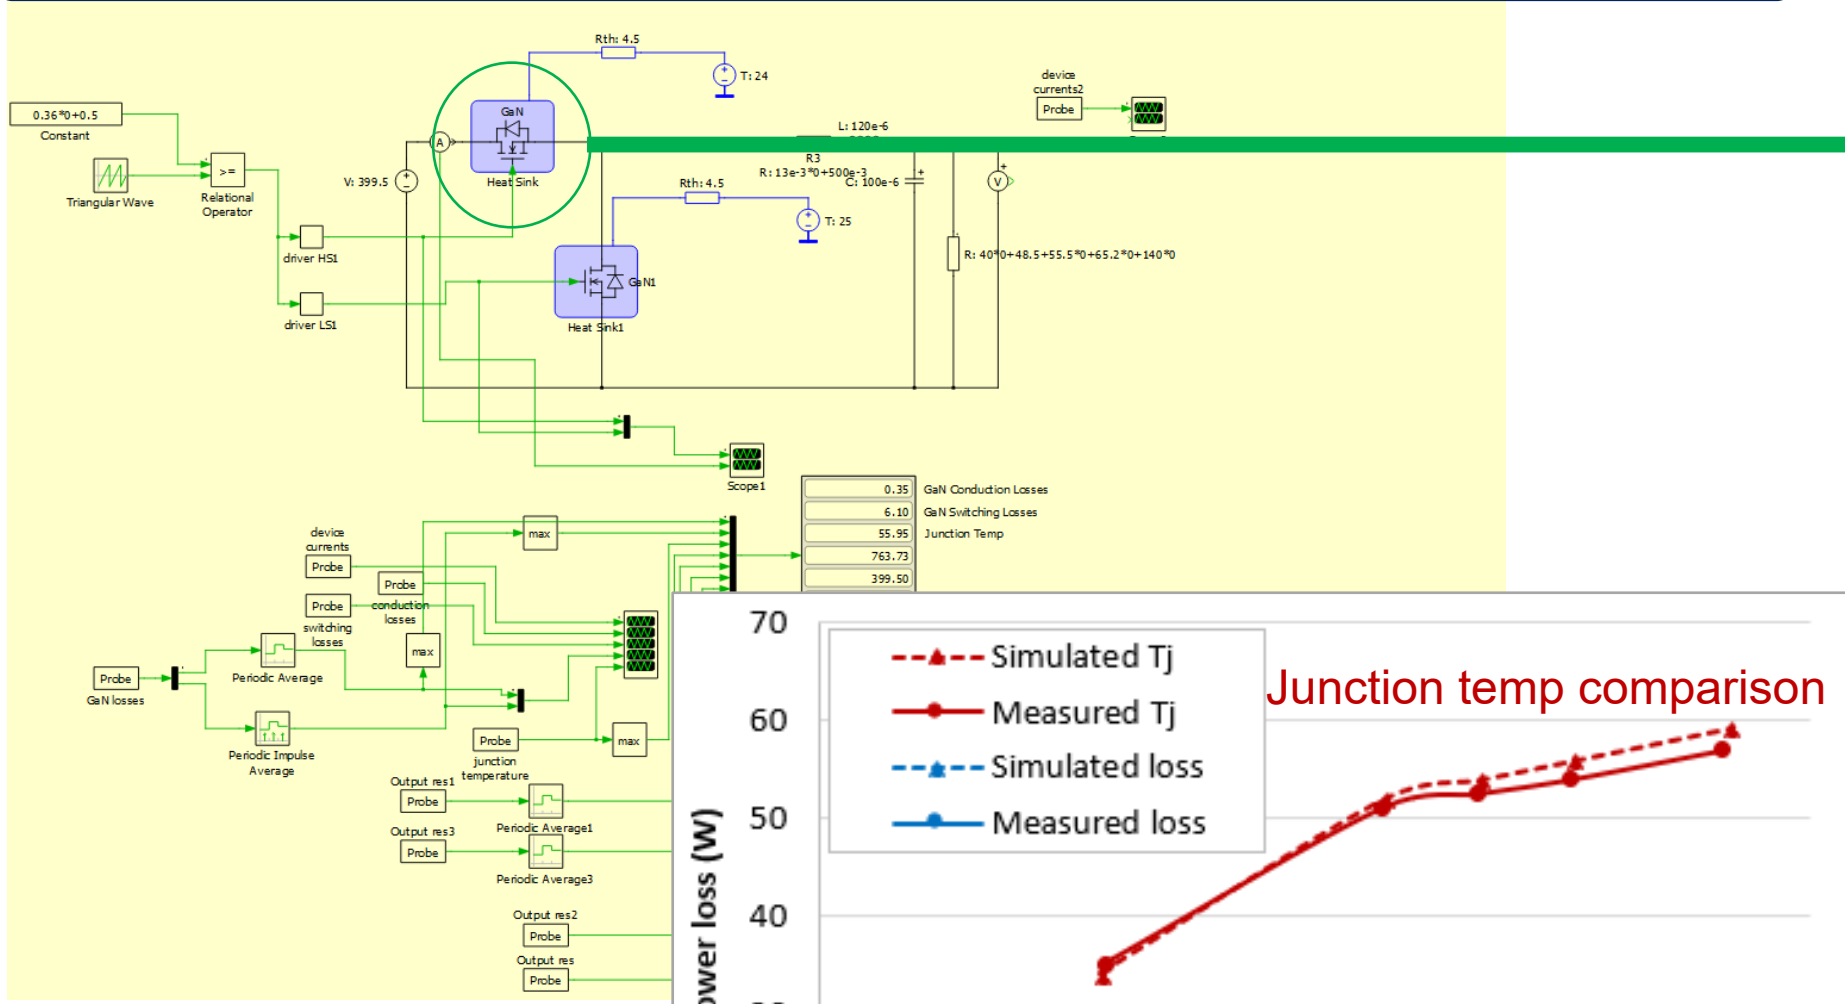 Rth: 4.5
T: 24
device
currents2
Probe
0.36*0+0.5
Constant
GaN
A
L: 120e-6
R3
R: 13e-3*0+500e-3
C: 100e-6
V
>=
Triangular Wave
Relational
Operator
V: 399.5
Heat Sink
Rth: 4.5
T: 25
driver HS1
R: 40*0+48.5+55.5*0+65.2*0+140*0
GaN1
driver LS1
Heat Sink1
Scope1
0.35 GaN Conduction Losses
6.10 GaN Switching Losses
55.95 Junction Temp
763.73
399.50
device
currents
Probe
max
Probe
conduction
losses
Probe
switching
losses
max
Probe
GaN losses
Periodic Average
Periodic Impulse
Average
Probe
junction
temperature
max
Output res1
Probe
Periodic Average1
Output res3
Probe
Periodic Average3
Output res2
Probe
Output res
Probe
70
60
50
40
Simulated Tj
Measured Tj
Simulated loss
Measured loss
Junction temp comparison
ower loss (W)